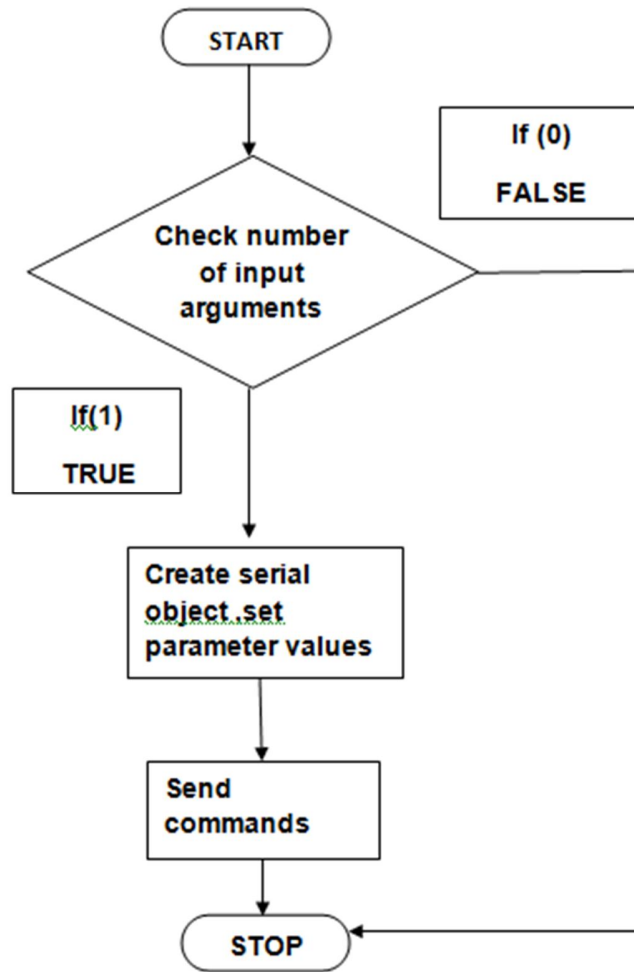 START
If (0)
FALSE
Check number
of input
arguments
If(1)
TRUE
Create serial
object .set
parameter values
Send
commands
STOP